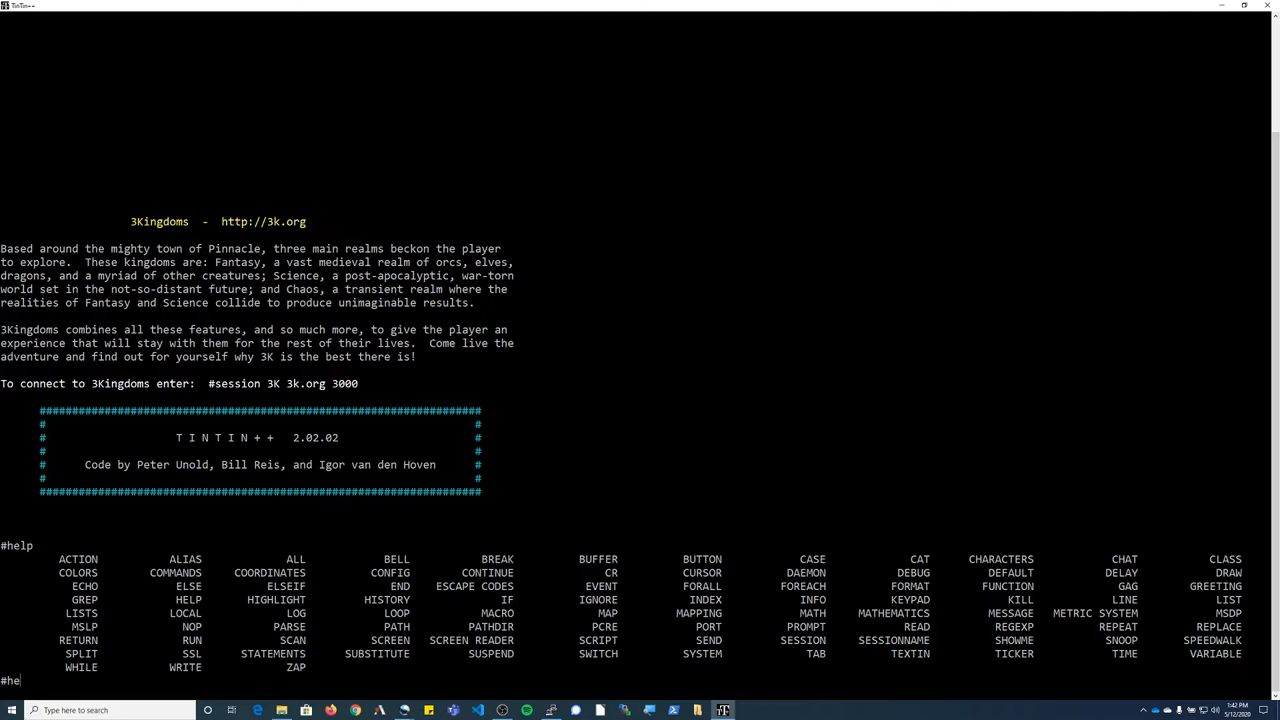 TinTin++
3Kingdoms - http://3k.org
Based around the mighty town of Pinnacle, three main realms beckon the player
to explore. These kingdoms are: Fantasy, a vast medieval realm of orcs, elves,
dragons, and a myriad of other creatures; Science, a post-apocalyptic, war-torn
world set in the not-so-distant future; and Chaos, a transient realm where the
realities of Fantasy and Science collide to produce unimaginable results.
3Kingdoms combines all these features, and so much more, to give the player an
experience that will stay with them for the rest of their lives. Come live the
adventure and find out for yourself why 3K is the best there is!
To connect to 3Kingdoms enter: #session 3K 3k.org 3000
####################################################################
# #
# T I N T I N + + 2.02.02 #
# #
# Code by Peter Unold, Bill Reis, and Igor van den Hoven #
# #
####################################################################
#help
ACTION ALIAS ALL BELL BREAK BUFFER BUTTON CASE CAT CHARACTERS CHAT CLASS
COLORS COMMANDS COORDINATES CONFIG CONTINUE CR CURSOR DAEMON DEBUG DEFAULT DELAY DRAW
ECHO ELSE ELSEIF END ESCAPE CODES EVENT FORALL FOREACH FORMAT FUNCTION GAG GREETING
GREP HELP HIGHLIGHT HISTORY IF IGNORE INDEX INFO KEYPAD KILL LINE LIST
LISTS LOCAL LOG LOOP MACRO MAP MAPPING MATH MATHEMATICS MESSAGE METRIC SYSTEM MSDP
MSLP NOP PARSE PATH PATHDIR PCRE PORT PROMPT READ REGEXP REPEAT REPLACE
RETURN RUN SCAN SCREEN SCREEN READER SCRIPT SEND SESSION SESSIONNAME SHOWME SNOOP SPEEDWALK
SPLIT SSL STATEMENTS SUBSTITUTE SUSPEND SWITCH SYSTEM TAB TEXTIN TICKER TIME VARIABLE
WHILE WRITE ZAP
#he
Type here to search
1:42 PM
5/12/2020